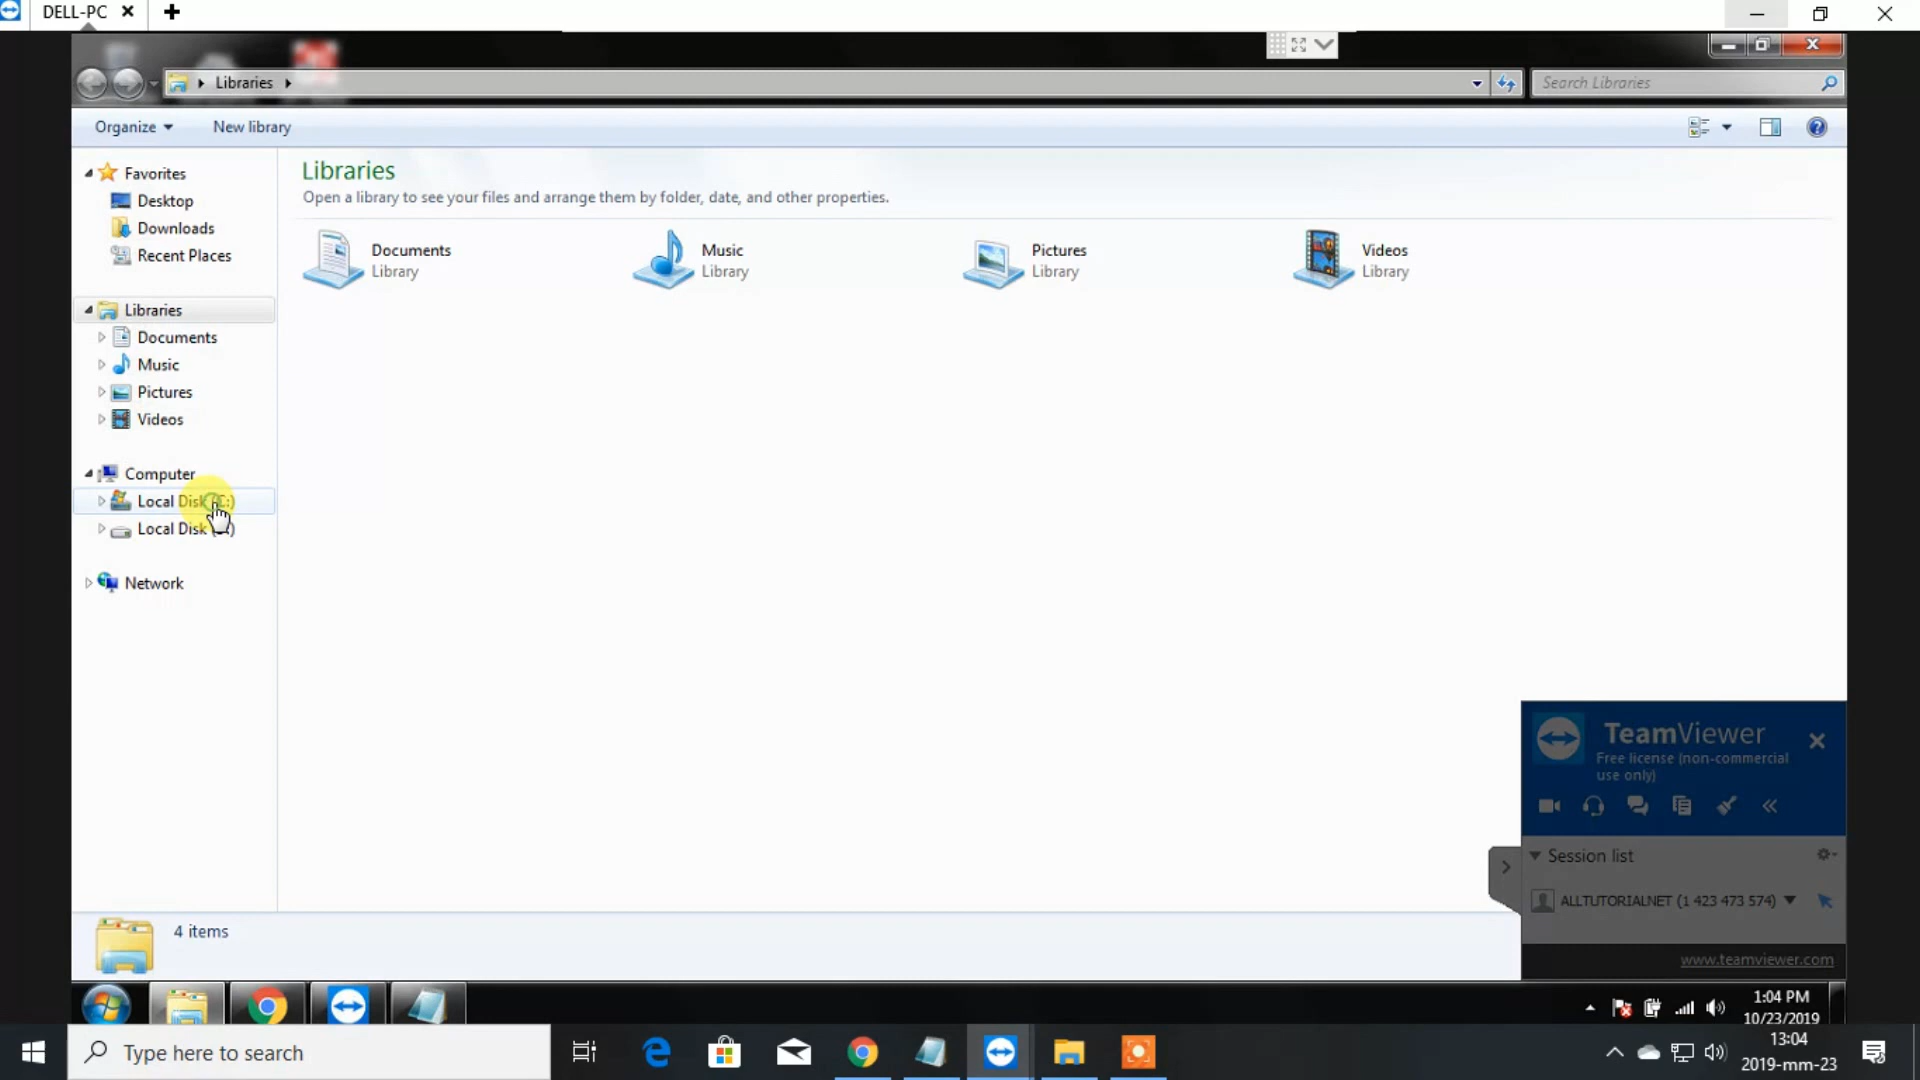 DELL-PC
Libraries
Search Libraries
Organize
New library
Favorites
Desktop
Downloads
Recent Places
Libraries
Documents
Music
Pictures
Videos
Computer
Local Disk (C:)
Local Disk
Network
Libraries
Open a library to see your files and arrange them by folder, date, and other properties.
Documents
Library
Music
Library
Pictures
Library
Videos
Library
4 items
TeamViewer
Free license (non-commercial
use only)
Session list
ALLTUTORIALNET (1 423 473 574)
www.teamviewer.com
1:04 PM
10/23/2019
Type here to search
13:04
2019-mm-23